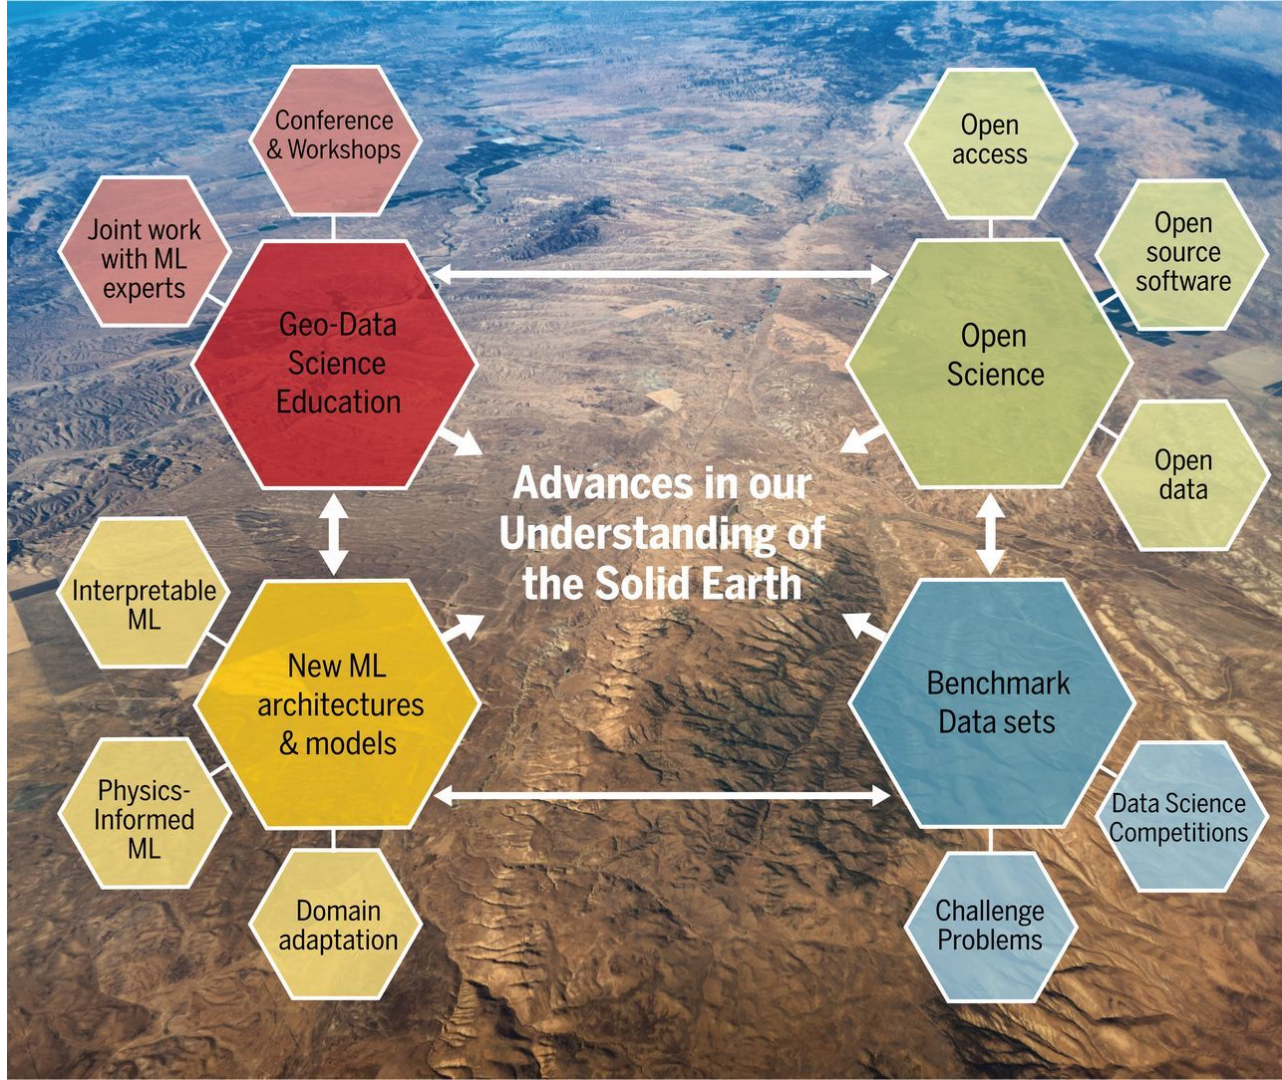 Conference
& Workshops
Joint work
with ML
experts
Geo-Data
Science
Education
Open
access
Open
source
software
Open
Science
Open
data
Advances in our
Understanding of
the Solid Earth
Interpretable
ML
New ML
architectures
& models
Physics-
Informed
ML
Domain
adaptation
Benchmark
Data sets
Data Science
Competitions
Challenge
Problems